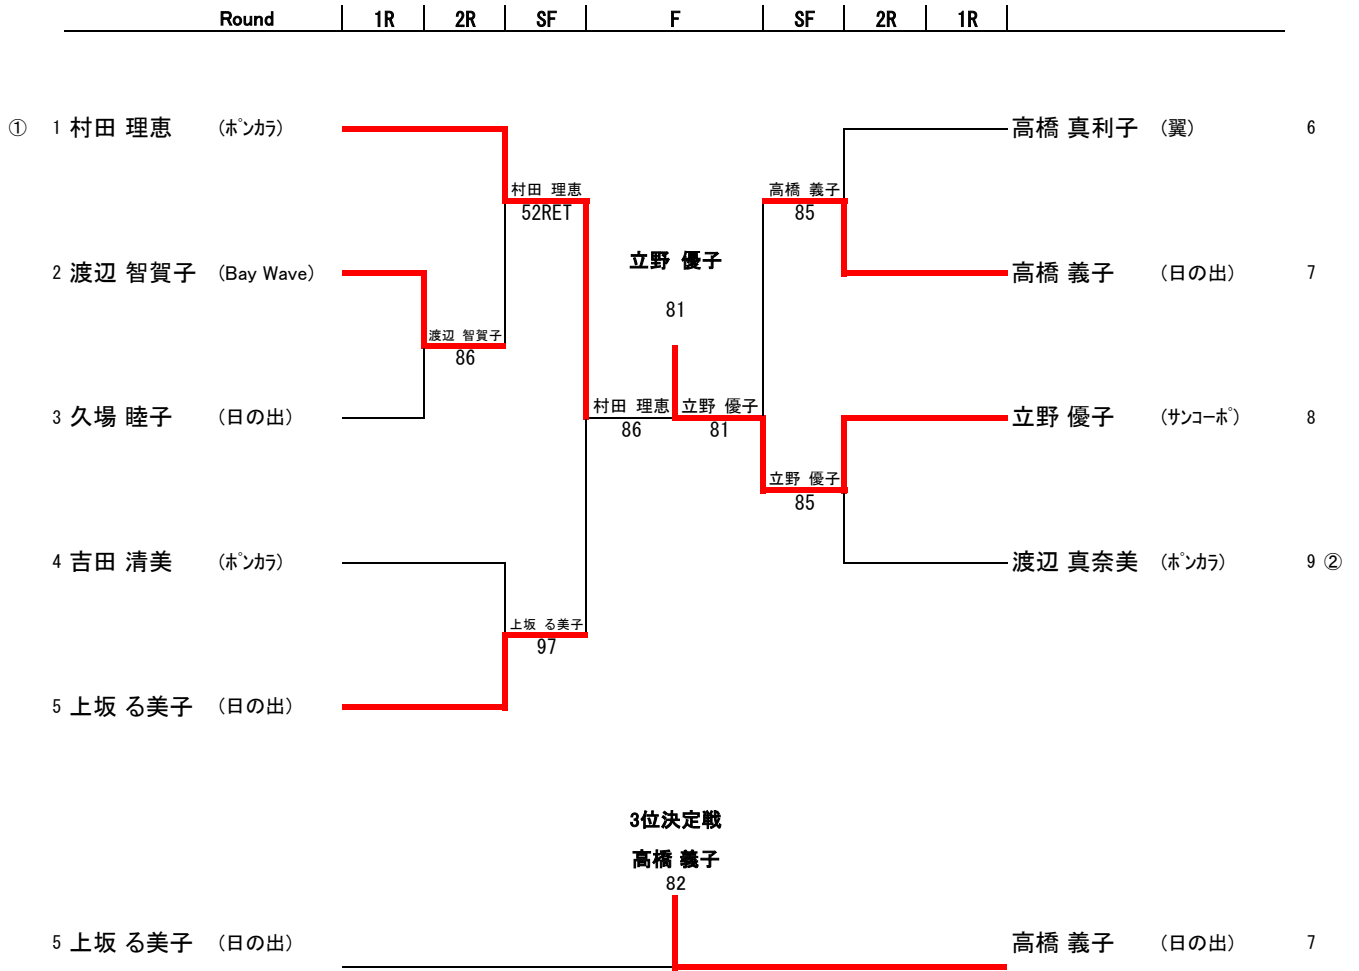 Round 1R 2R SF F SF 2R 1R
① 1 村田 理恵 (ポンカラ) 高橋 真利子 (翼) 6
村田 理恵 高橋 義子
52RET 85
立野 優子
2 渡辺 智賀子 (Bay Wave) 高橋 義子 (日の出) 7
81
渡辺 智賀子
86
村田 理恵 立野 優子
3 久場 睦子 (日の出) 立野 優子 (サンコーポ) 8
86 81
立野 優子
85
4 吉田 清美 (ポンカラ) 渡辺 真奈美 (ポンカラ) 9 ②
上坂 る美子
97
5 上坂 る美子 (日の出)
3位決定戦
高橋 義子
82
5 上坂 る美子 (日の出) 高橋 義子 (日の出) 7